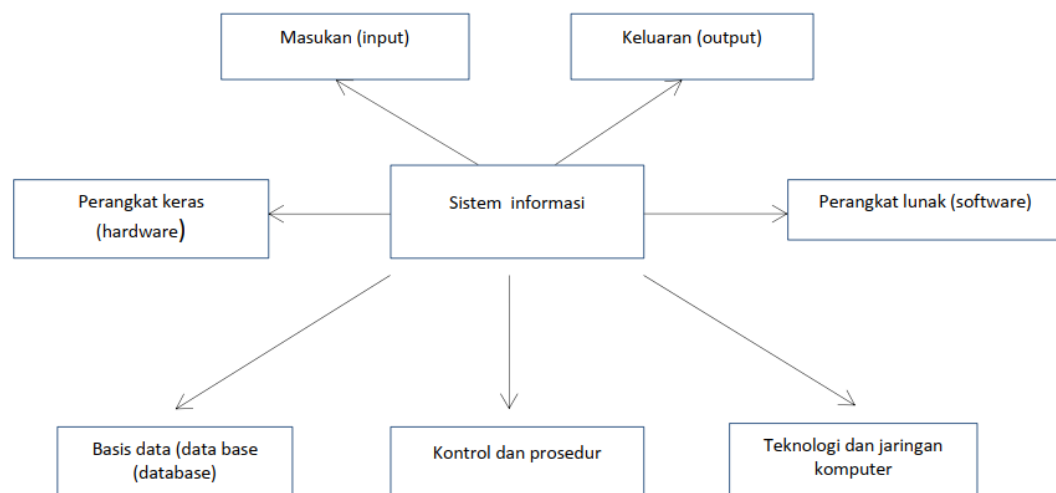 Masukan (input)
Keluaran (output)
Perangkat keras
(hardware)
Sistem informasi
Perangkat lunak (software)
Basis data (data base
(database)
Kontrol dan prosedur
Teknologi dan jaringan
komputer